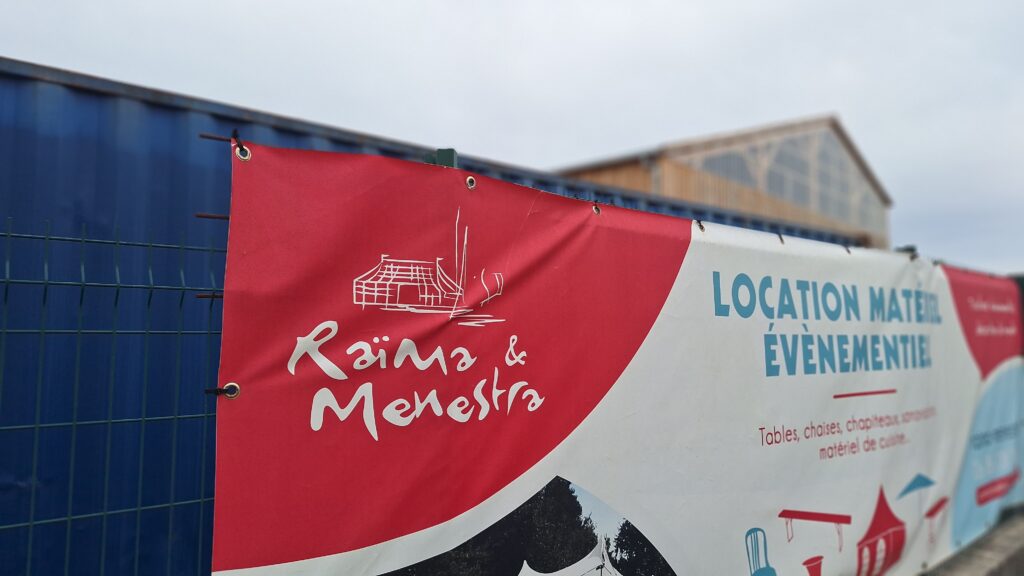 Raïma &
Menestra
LOCATION MATÉRIEL
ÉVÈNEMENTIEL
Tables, chaises, chapiteaux,
matériel de cuisine...